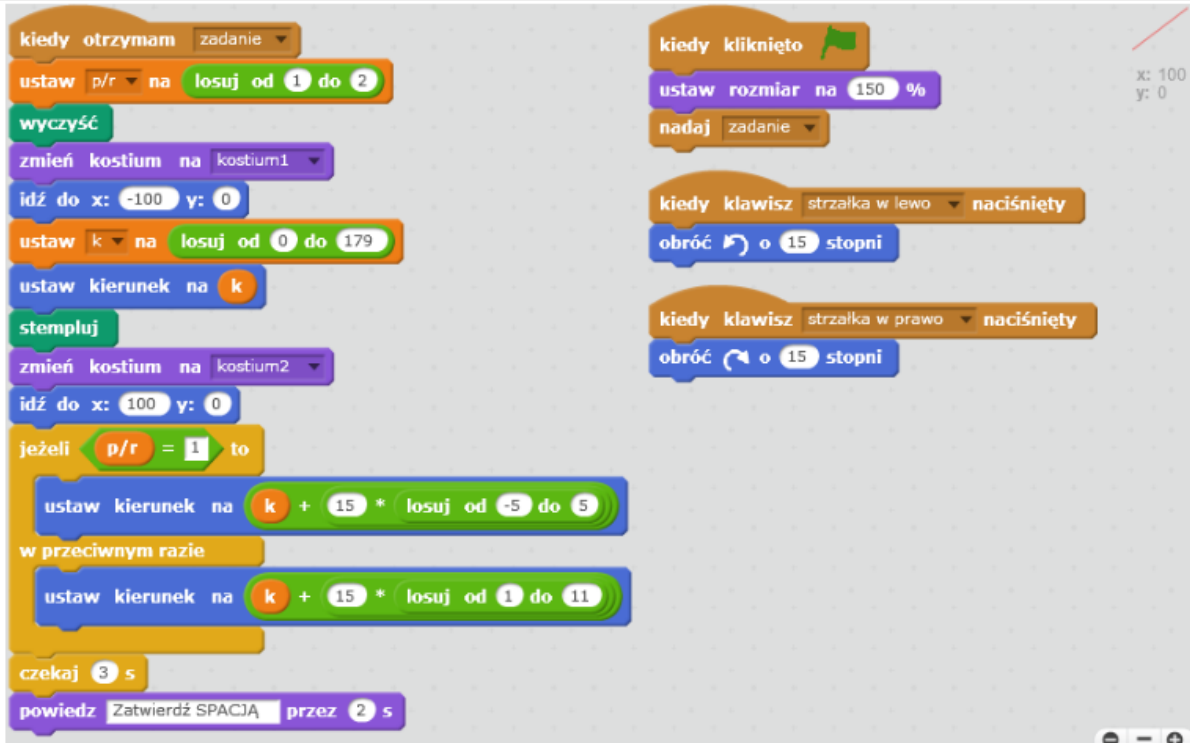 kiedy otrzymam zadanie
ustaw p/r na losuj od 1 do 2
wyczyść
zmień kostium na kostium1
idź do x: -100 y: 0
ustaw k na losuj od 0 do 179
ustaw kierunek na k
stempluj
zmień kostium na kostium2
idź do x: 100 y: 0
jeżeli p/r = 1 to
ustaw kierunek na k + 15 * losuj od -5 do 5
w przeciwnym razie
ustaw kierunek na k + 15 * losuj od 1 do 11
czekaj 3 s
powiedz Zatwierdź SPACJĄ przez 2 s
kiedy kliknięto
ustaw rozmiar na 150 %
nadaj zadanie
kiedy klawisz strzałka w lewo naciśnięty
obróć o 15 stopni
kiedy klawisz strzałka w prawo naciśnięty
obróć o 15 stopni
x: 100
y: 0